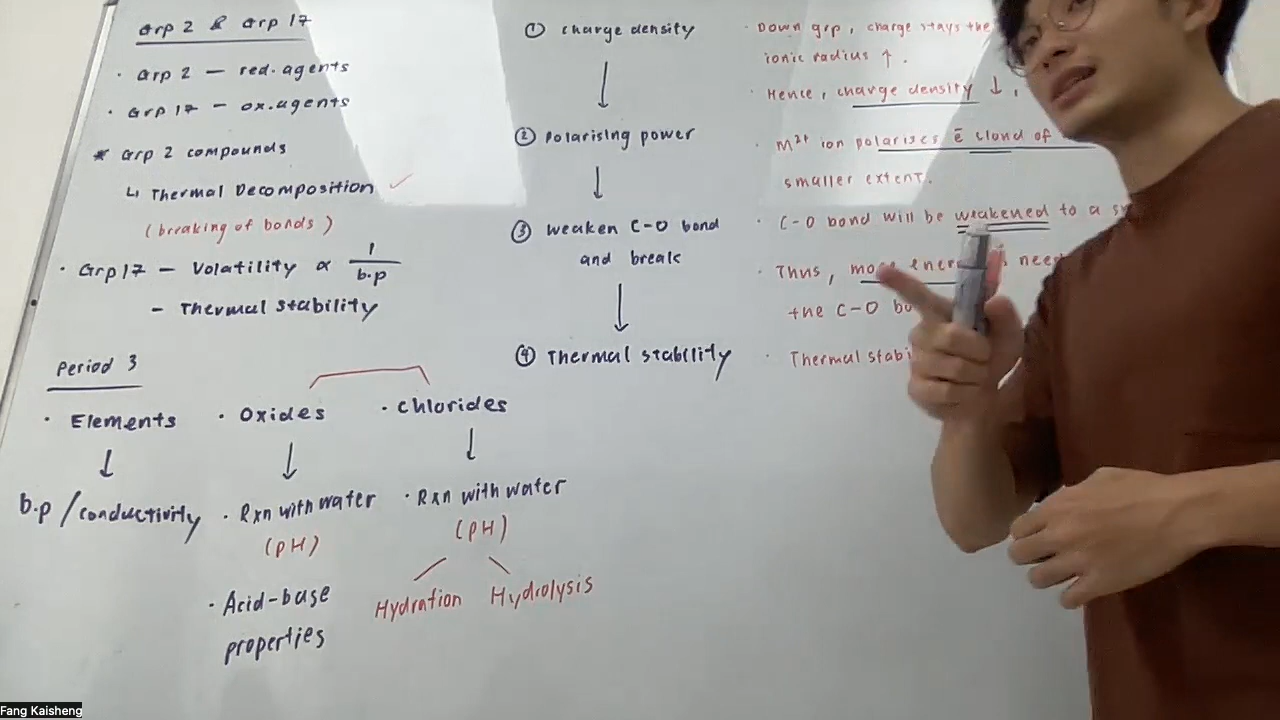 Grp 2 & Grp 17
· Grp 2 — red. agents
· Grp 17 — ox. agents
* Grp 2 compounds
↳ Thermal Decomposition ✓
(breaking of bonds)
· Grp 17 — Volatility ∝ 1/b.p
— Thermal stability
Period 3
· Elements
↓
b.p / conductivity
· Oxides
↓
· Rxn with water
(pH)
· Acid-base
properties
· Chlorides
↓
· Rxn with water
(pH)
Hydration Hydrolysis
① charge density
↓
② Polarising power
↓
③ weaken C-O bond
and break
↓
④ Thermal stability
· Down grp, charge stays the
ionic radius ↑.
· Hence, charge density ↓,
· M²⁺ ion polarises ē cloud of
smaller extent.
· C-O bond will be weakened to a
· Thus,
the C-O
· Thermal
Fang Kaisheng